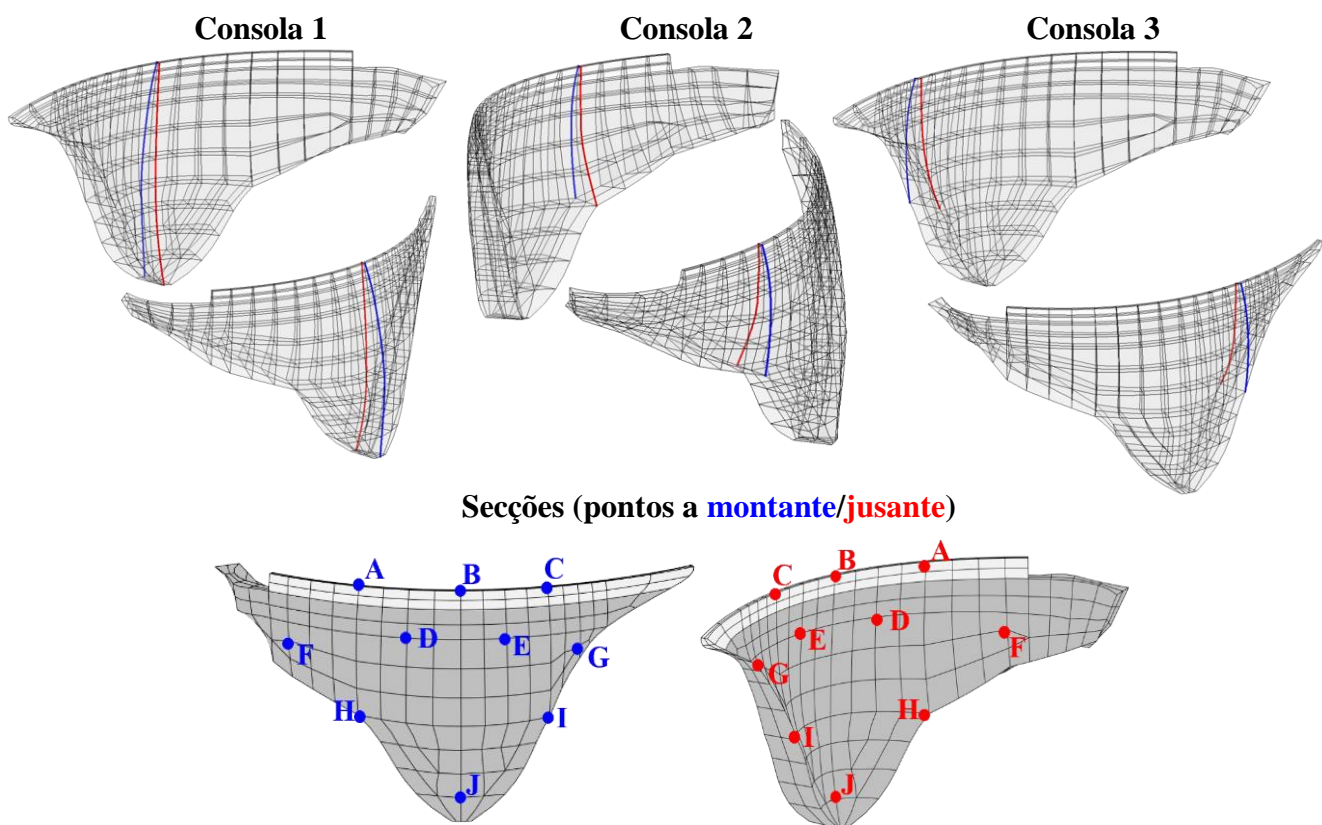 Consola 1
Consola 2
Consola 3
Secções (pontos a montante/jusante)
A
B
C
D
E
F
G
H
I
J
A
B
C
D
E
F
G
H
I
J